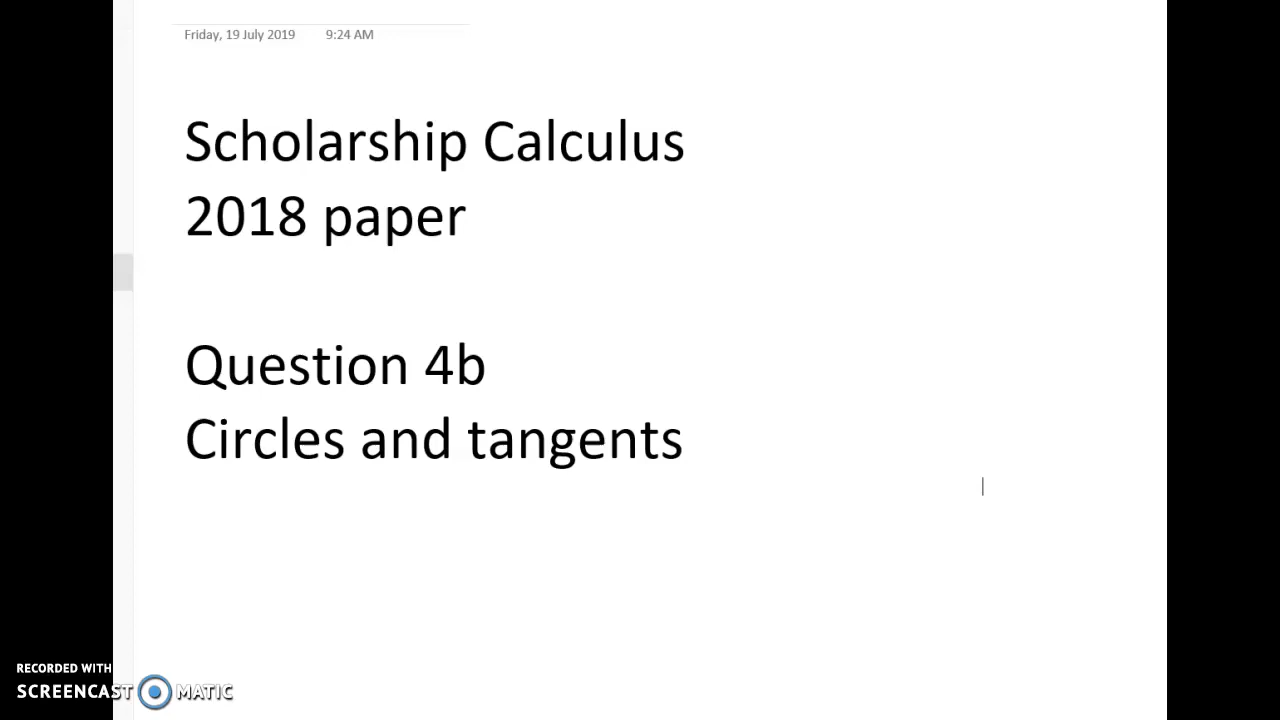 Friday, 19 July 2019 9:24 AM
Scholarship Calculus
2018 paper
Question 4b
Circles and tangents
RECORDED WITH
SCREENCAST MATIC